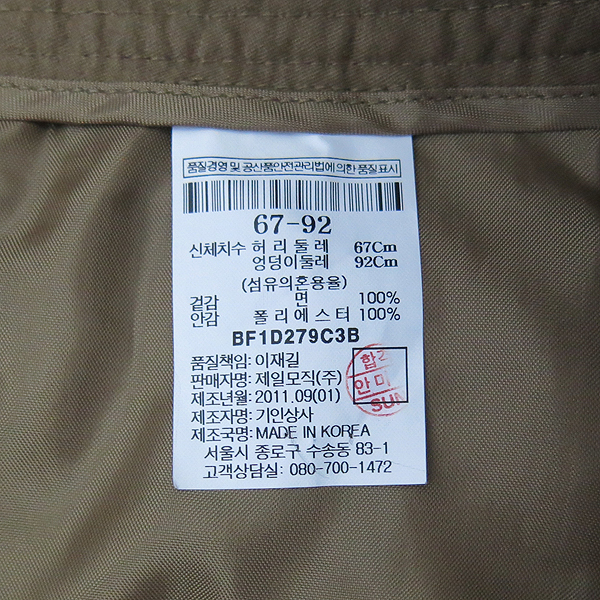 품질경영 및 공산품안전관리법에 의한 품질표시
67-92
신체치수 허리둘레 67Cm
엉덩이둘레 92Cm
(섬유의혼용율)
겉감 면 100%
안감 폴리에스터 100%
BF1D279C3B
품질책임: 이재길
판매자명: 제일모직(주)
제조년월: 2011.09(01)
제조자명: 기인상사
제조국명: MADE IN KOREA
서울시 종로구 수송동 83-1
고객상담실: 080-700-1472
합격
안미
SUN